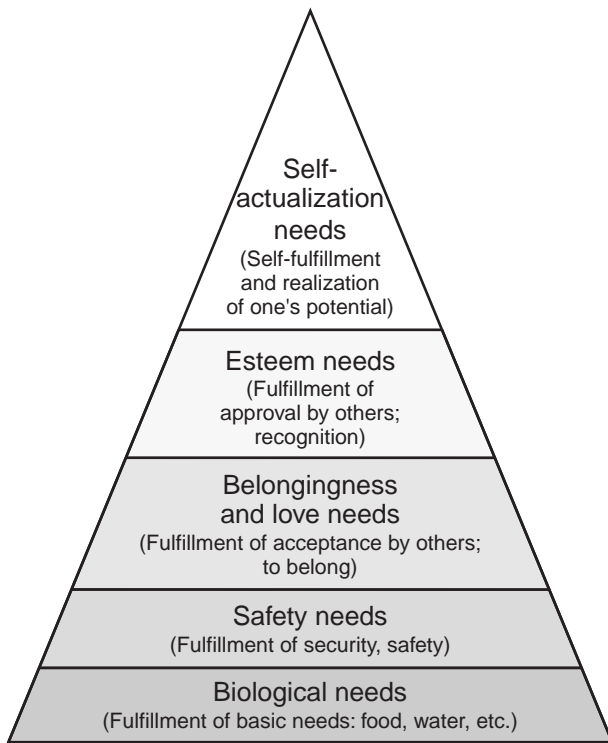 Self-
actualization
needs
(Self-fulfillment
and realization
of one's potential)
Esteem needs
(Fulfillment of
approval by others;
recognition)
Belongingness
and love needs
(Fulfillment of acceptance by others;
to belong)
Safety needs
(Fulfillment of security, safety)
Biological needs
(Fulfillment of basic needs: food, water, etc.)